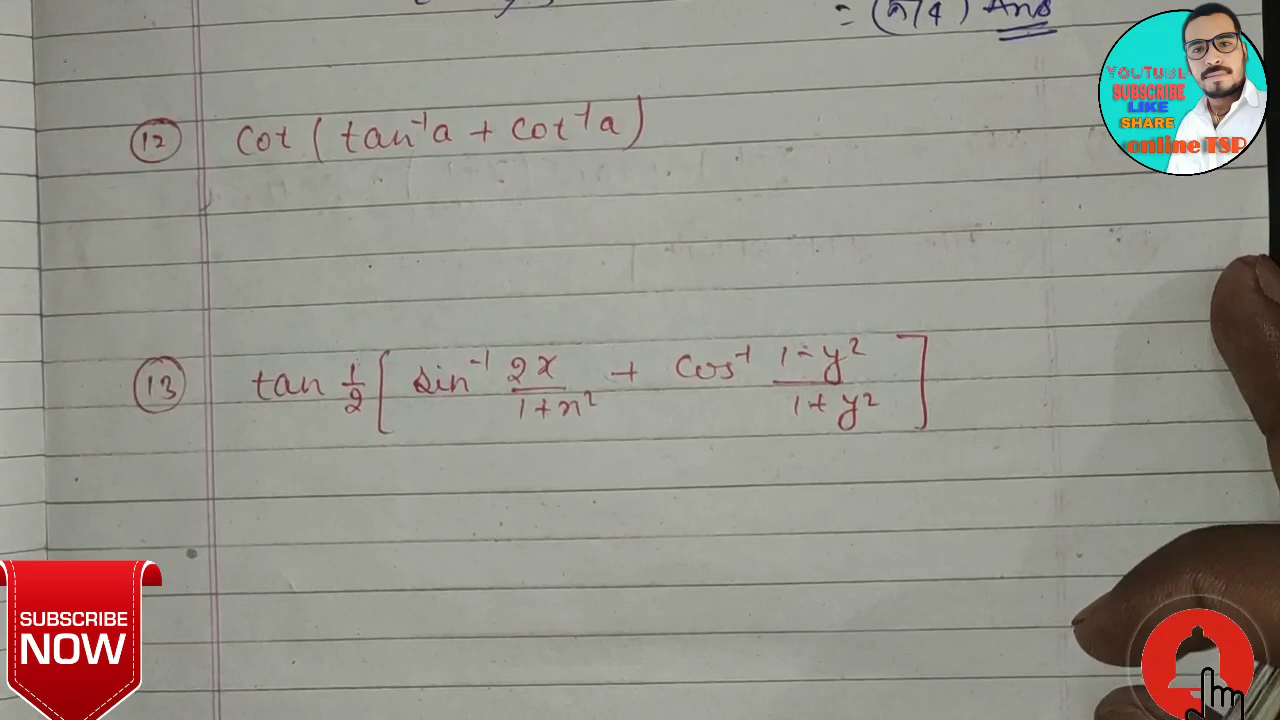 = (π/4) Ans
YOUTUBE
SUBSCRIBE
LIKE
SHARE
online TSP
12 cot ( tan⁻¹a + cot⁻¹a )
13 tan 1/2 [ sin⁻¹ 2x/1+x² + cos⁻¹ 1-y²/1+y² ]
SUBSCRIBE
NOW